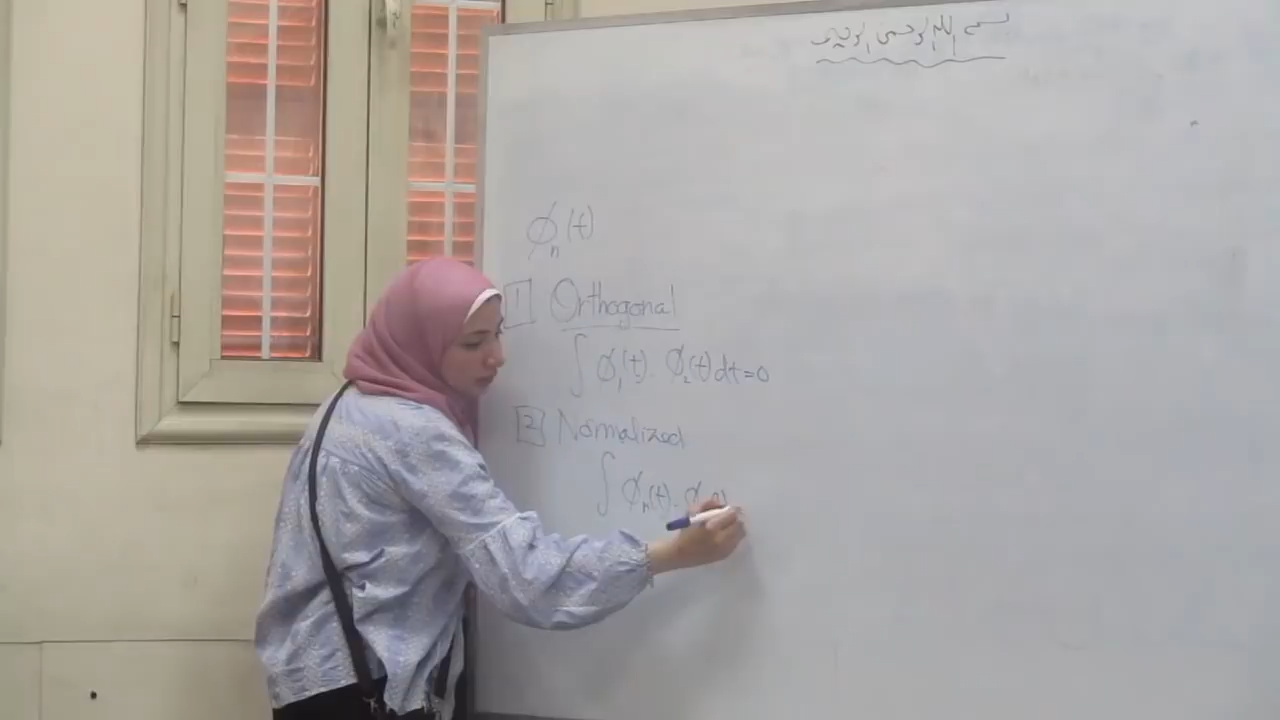 بسم الله الرحمن الرحيم
ϕₙ(t)
1 Orthogonal
∫ ϕ₁(t) . ϕ₂(t) dt = 0
2 Normalized
∫ ϕₙ(t) . ϕ